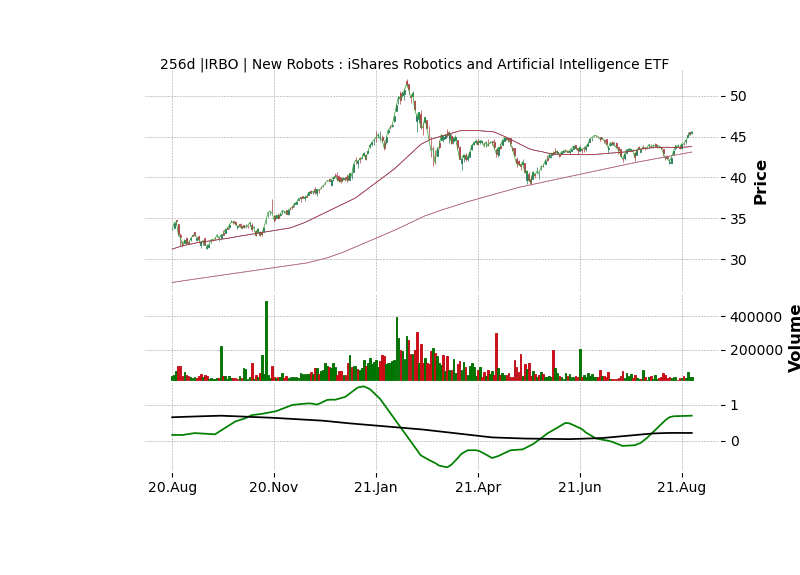 256d |IRBO | New Robots : iShares Robotics and Artificial Intelligence ETF
50
45
40
35
30
Price
400000
200000
Volume
1
0
20.Aug 20.Nov 21.Jan 21.Apr 21.Jun 21.Aug